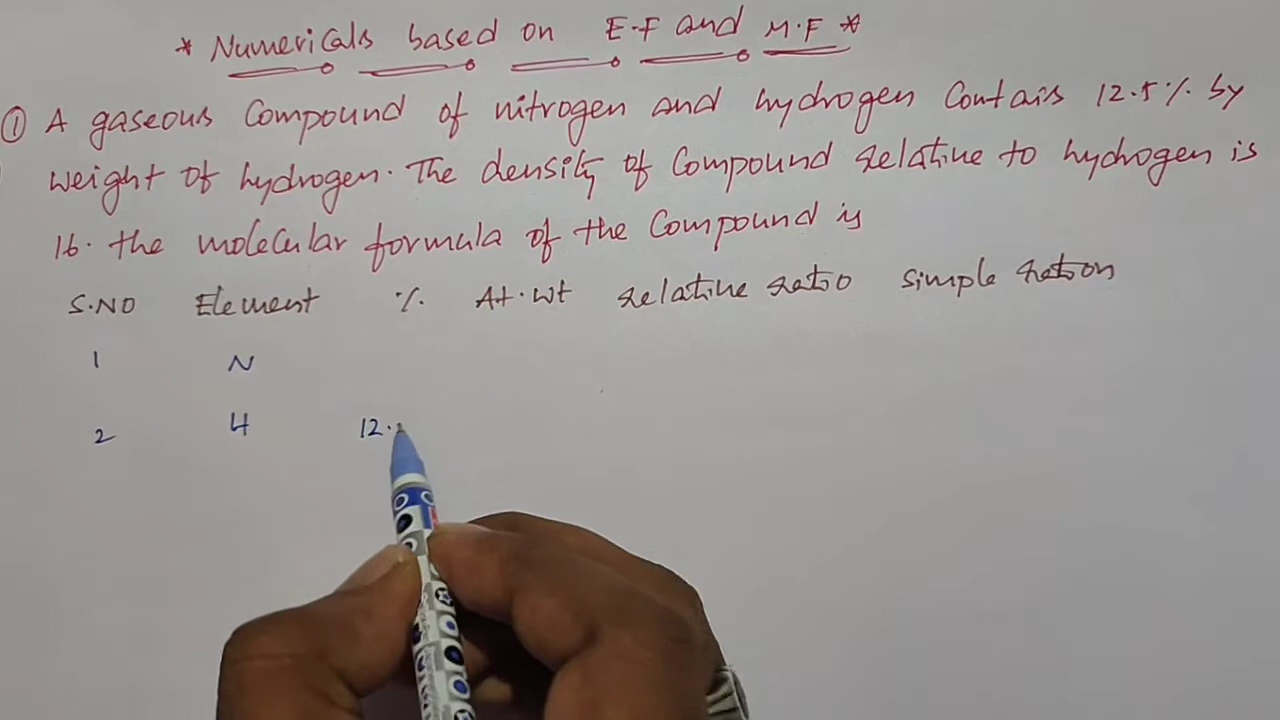 * Numericals based on E.F and M.F *
① A gaseous Compound of nitrogen and hydrogen Contais 12.5% by
weight of hydrogen. The density of Compound relative to hydrogen is
16. the molecular formula of the Compound is
S.NO Element % At.wt relative ratio simple ration
1 N
2 H 12.